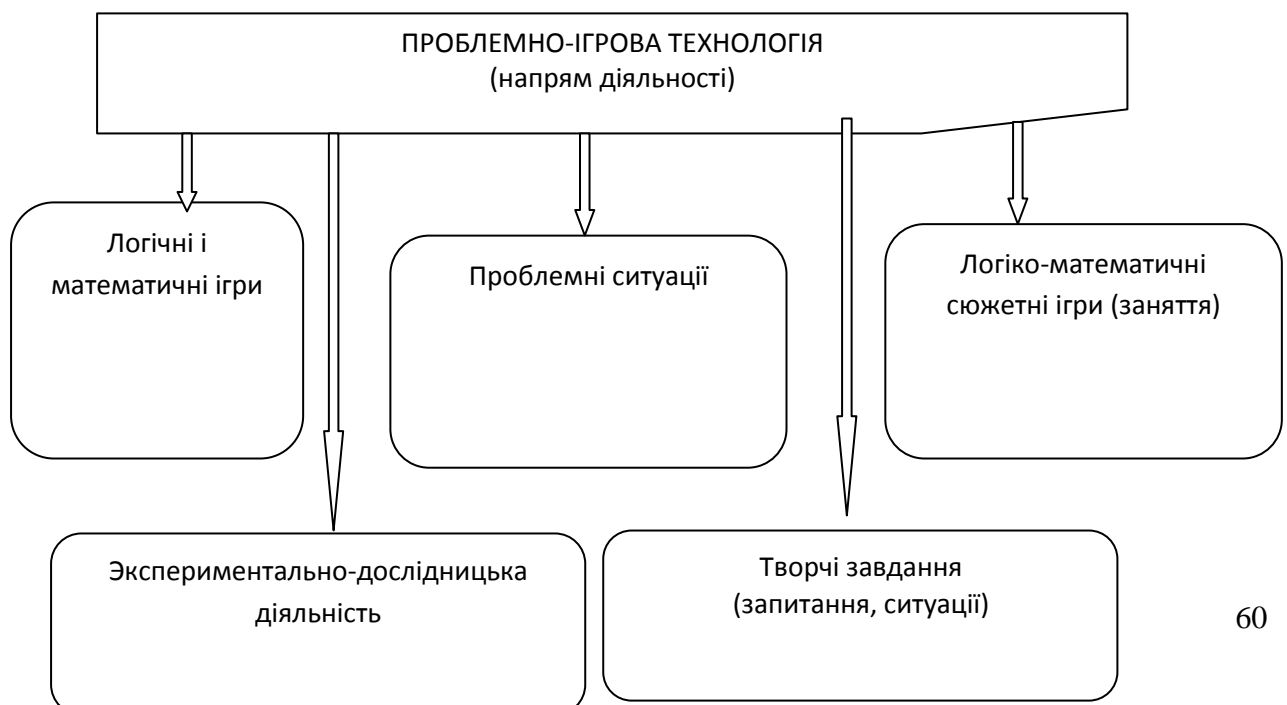 ПРОБЛЕМНО-ІГРОВА ТЕХНОЛОГІЯ
(напрям діяльності)
Логічні і
математичні ігри
Проблемні ситуації
Логіко-математичні
сюжетні ігри (заняття)
Экспериментально-дослідницька
діяльність
Творчі завдання
(запитання, ситуації)
60